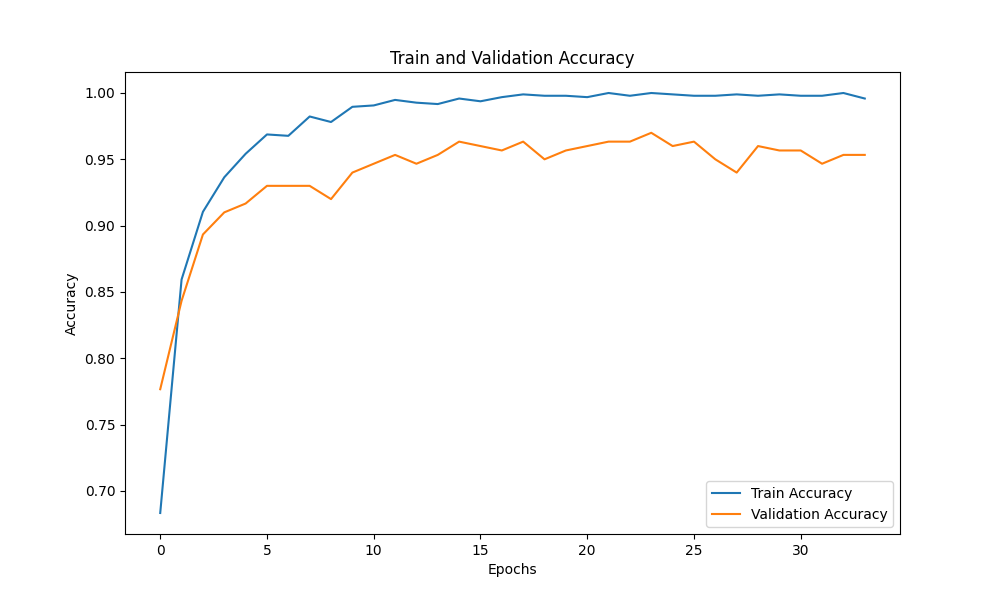 Train and Validation Accuracy
Accuracy
1.00
0.95
0.90
0.85
0.80
0.75
0.70
0 5 10 15 20 25 30
Epochs
Train Accuracy
Validation Accuracy